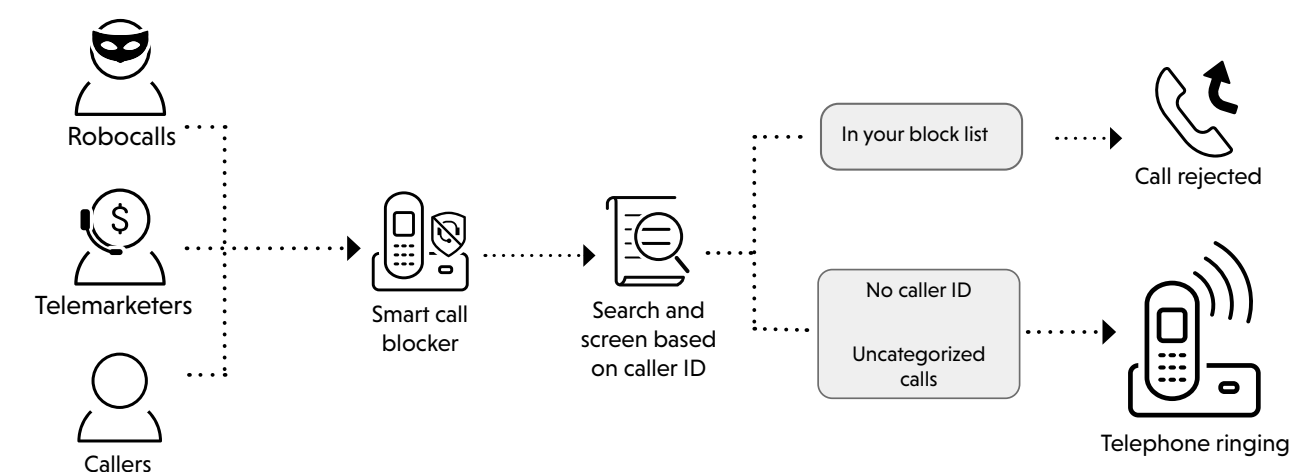 Robocalls
Telemarketers
Callers
Smart call
blocker
Search and
screen based
on caller ID
In your block list
Call rejected
No caller ID
Uncategorized
calls
Telephone ringing
$